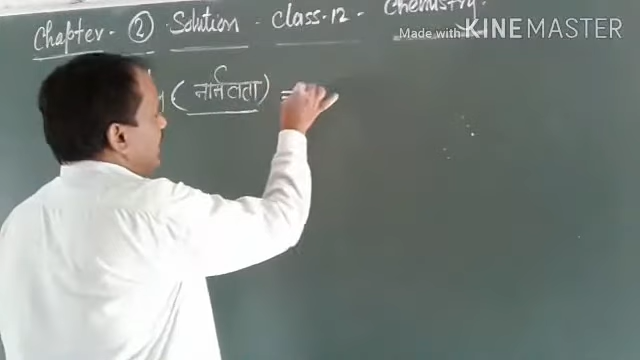 Chapter - ② Solution - Class-12 - Chemistry.
Made with KINEMASTER
(नार्मलता) =